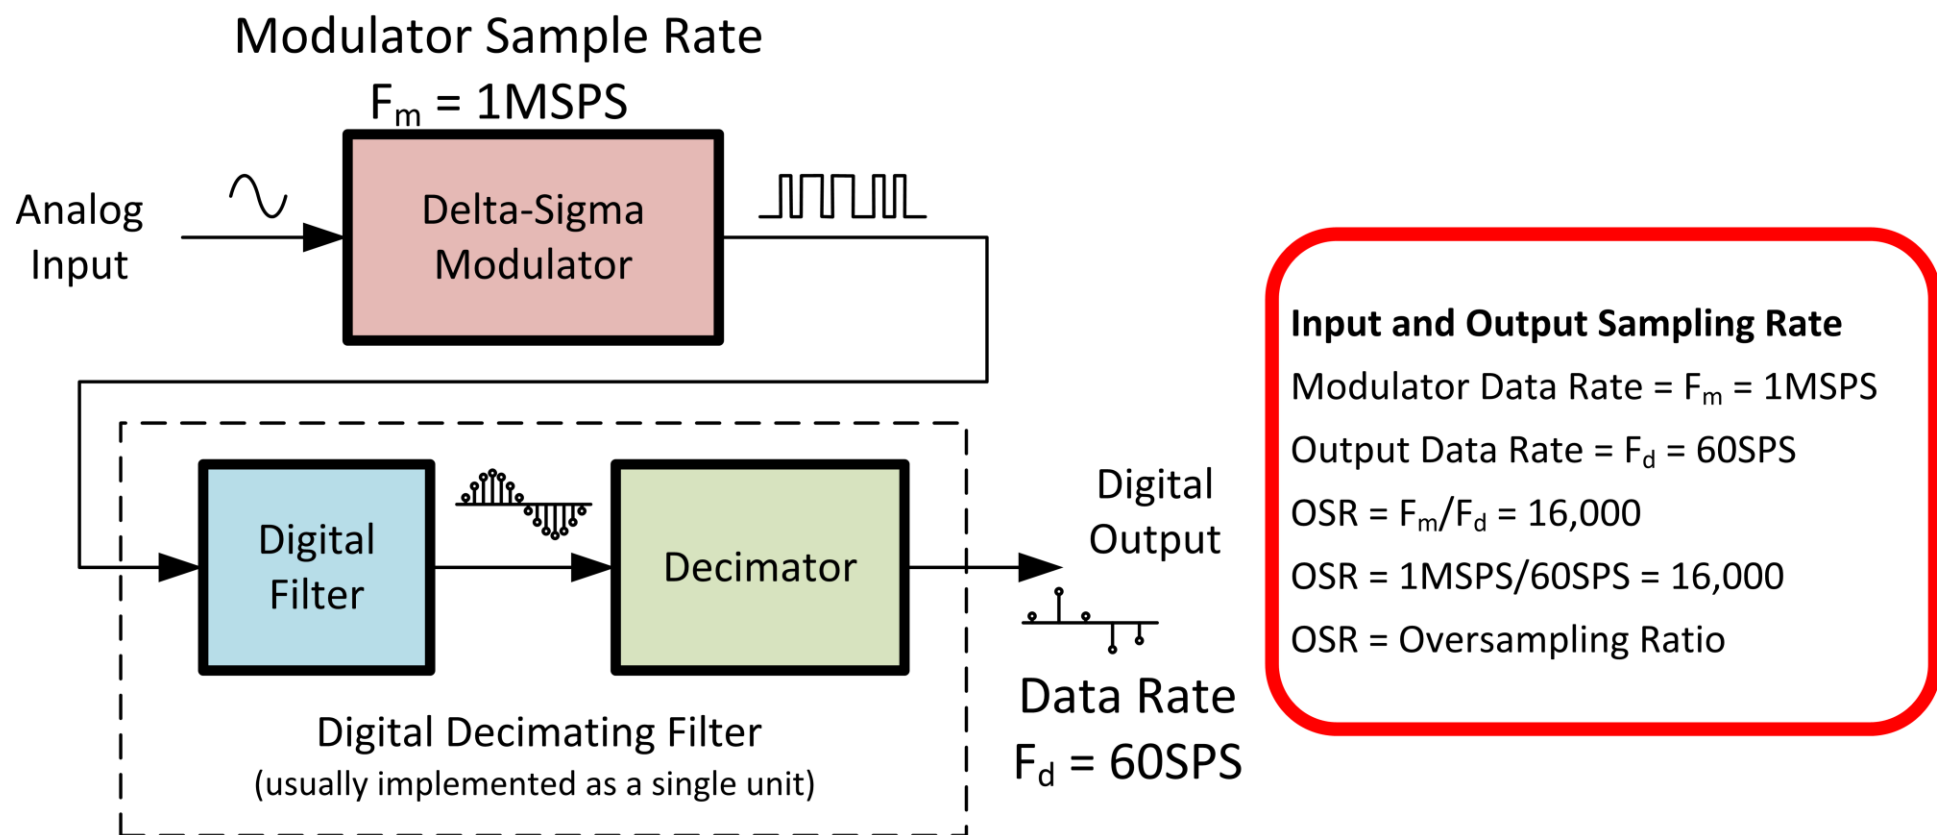 Modulator Sample Rate
Fm = 1MSPS
Analog
Input
Delta-Sigma
Modulator
Digital
Filter
Decimator
Digital
Output
Data Rate
Fd = 60SPS
Digital Decimating Filter
(usually implemented as a single unit)
Input and Output Sampling Rate
Modulator Data Rate = Fm = 1MSPS
Output Data Rate = Fd = 60SPS
OSR = Fm/Fd = 16,000
OSR = 1MSPS/60SPS = 16,000
OSR = Oversampling Ratio